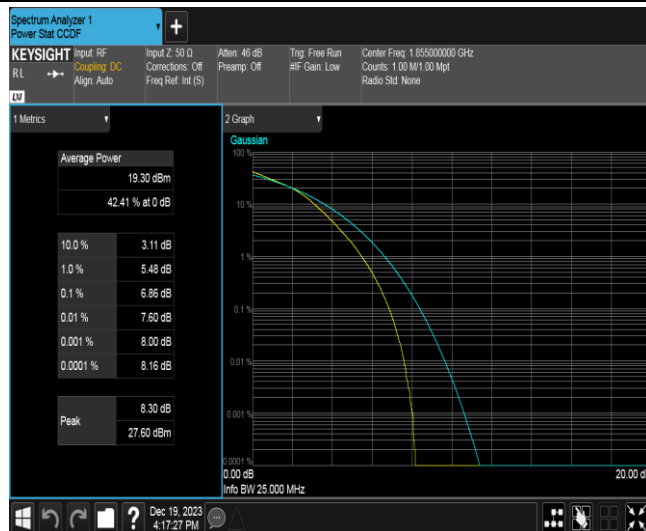 Spectrum Analyzer 1
Power Stat CCDF
+
KEYSIGHT
RL
LXI
Input: RF
Coupling: DC
Align: Auto
Input Z: 50 Ω
Corrections: Off
Freq Ref: Int (S)
Atten: 46 dB
Preamp: Off
Trig: Free Run
#IF Gain: Low
Center Freq: 1.855000000 GHz
Counts: 1.00 M/1.00 Mpt
Radio Std: None
1 Metrics
Average Power
19.30 dBm
42.41 % at 0 dB
10.0 % 3.11 dB
1.0 % 5.48 dB
0.1 % 6.86 dB
0.01 % 7.60 dB
0.001 % 8.00 dB
0.0001 % 8.16 dB
Peak
8.30 dB
27.60 dBm
2 Graph
Gaussian
100 %
10 %
1 %
0.1 %
0.01 %
0.001 %
0.0001 %
0.00 dB
20.00 d
Info BW 25.000 MHz
?
Dec 19, 2023
4:17:27 PM